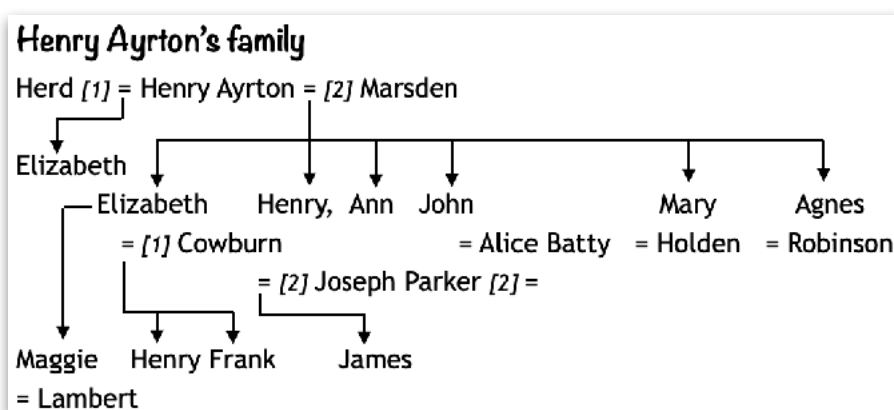 Henry Ayrton's family
Herd [1] = Henry Ayrton = [2] Marsden
Elizabeth
Elizabeth Henry, Ann John Mary Agnes
= [1] Cowburn = Alice Batty = Holden = Robinson
= [2] Joseph Parker [2] =
Maggie Henry Frank James
= Lambert